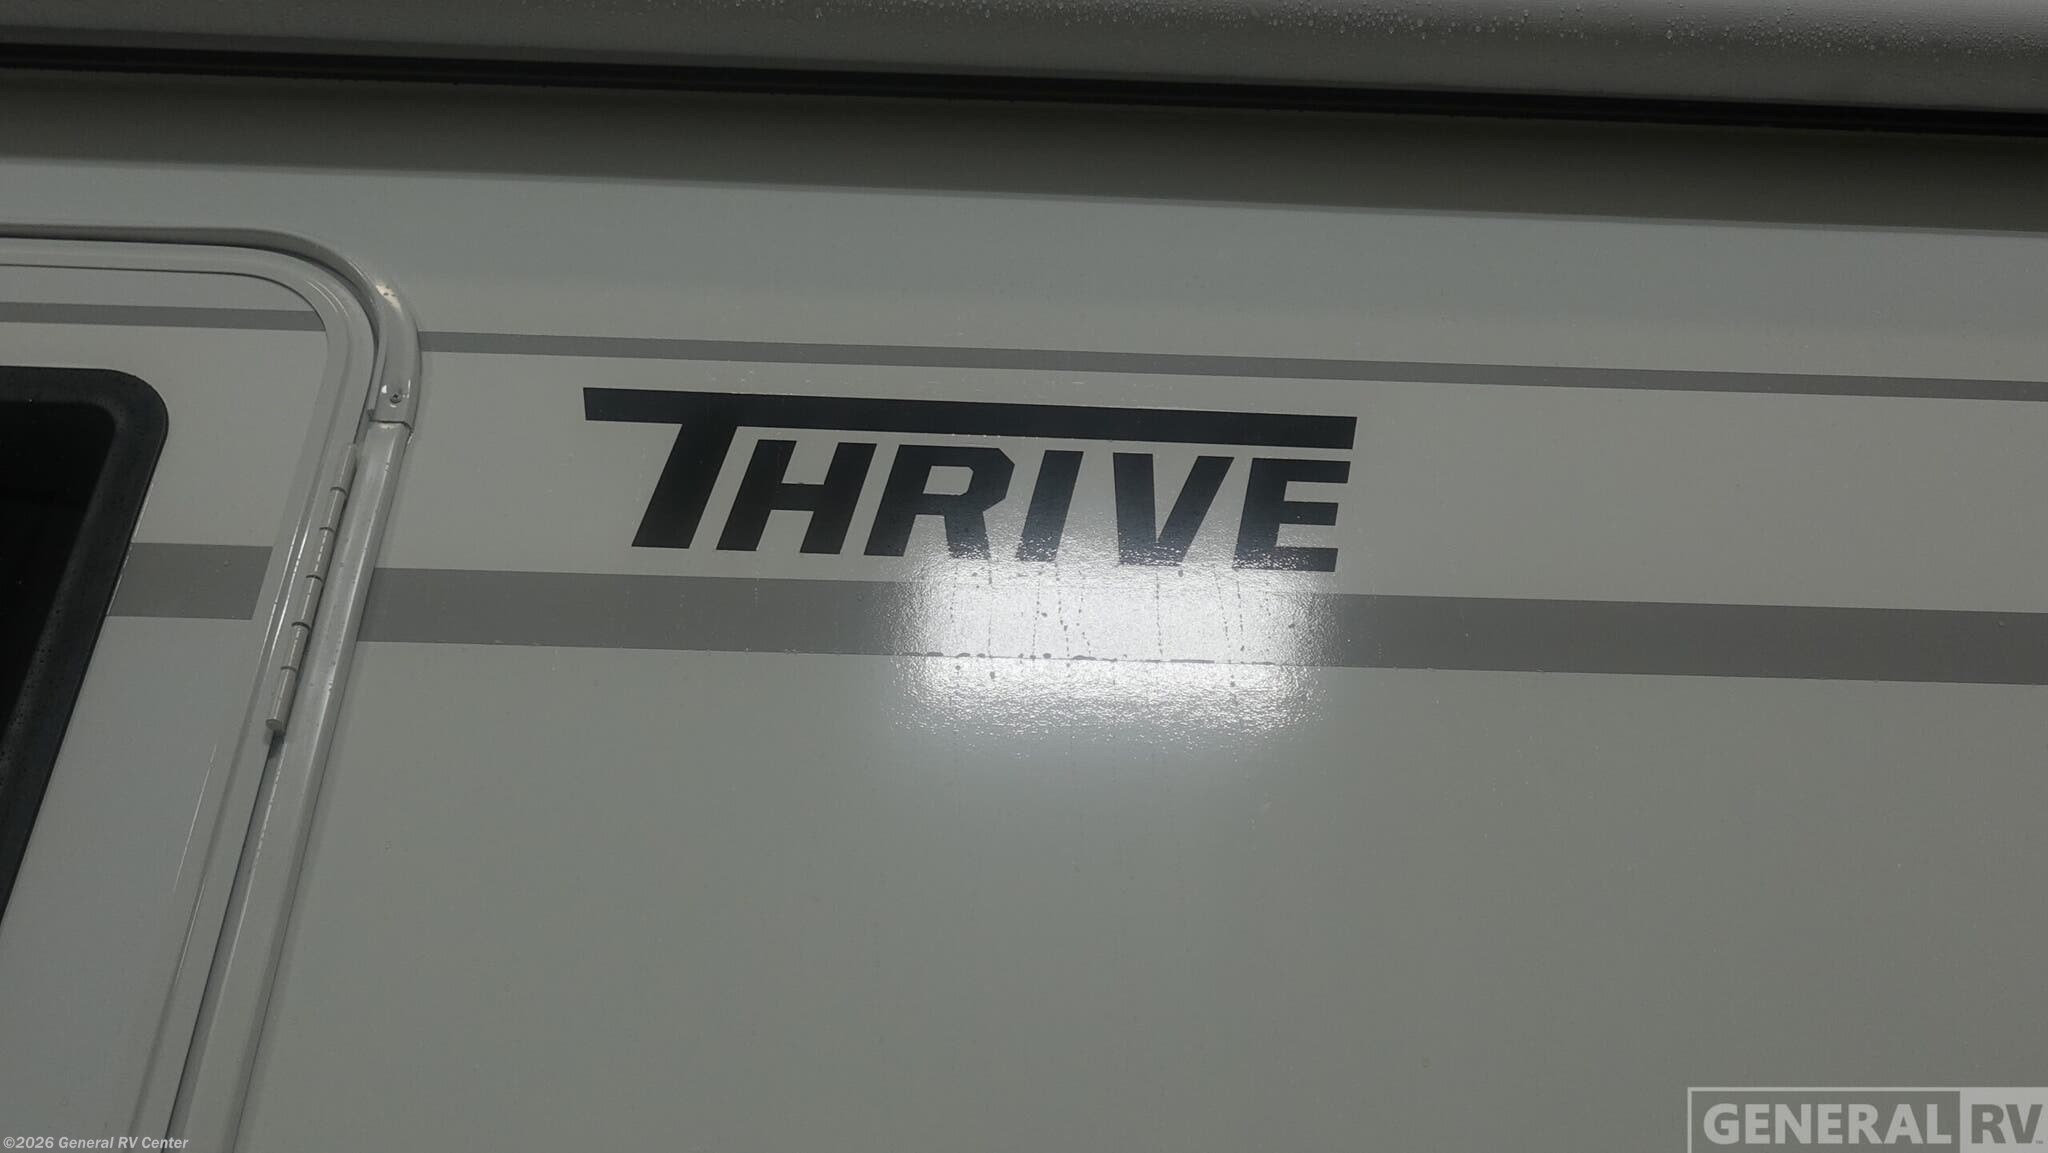 THRIVE
GENERAL RV
©2026 General RV Center